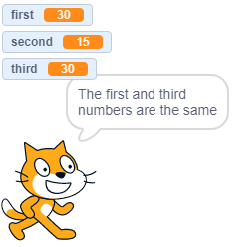 first 30
second 15
third 30
The first and third
numbers are the same